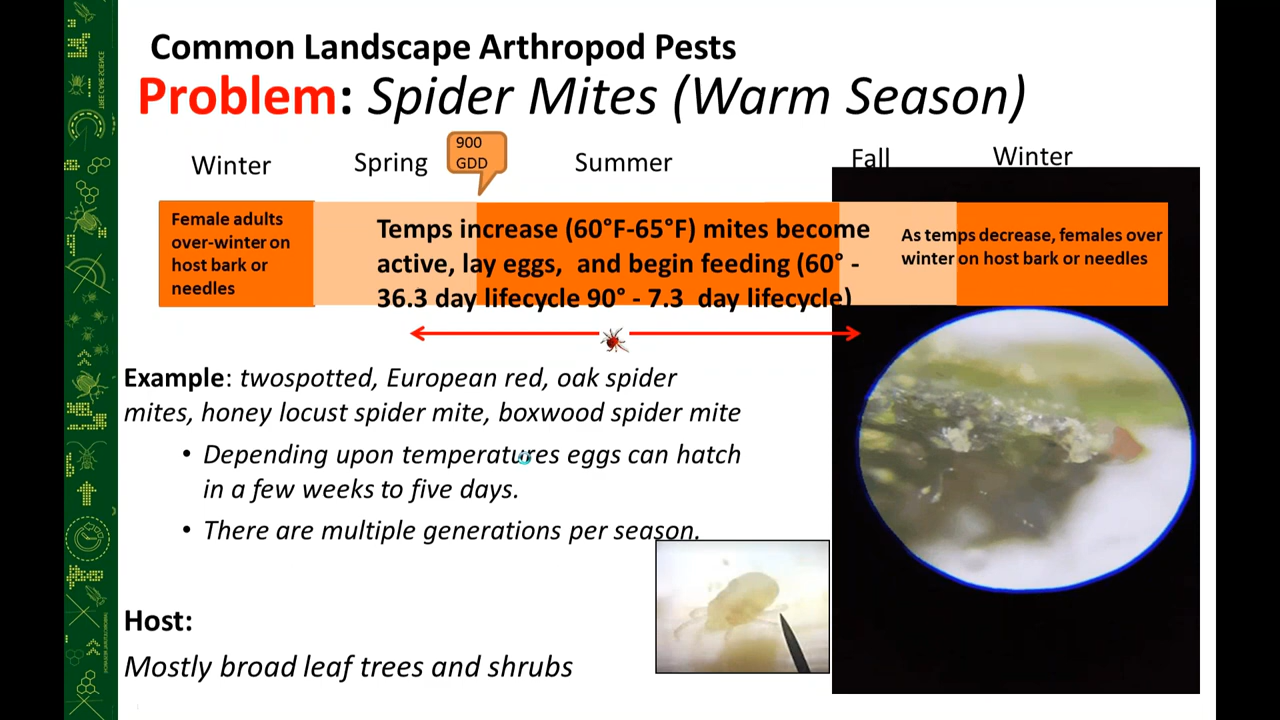 Common Landscape Arthropod Pests
Problem: Spider Mites (Warm Season)
Winter
Spring
900
GDD
Summer
Fall
Winter
Female adults
over-winter on
host bark or
needles
Temps increase (60°F-65°F) mites become
active, lay eggs, and begin feeding (60° -
36.3 day lifecycle 90° - 7.3 day lifecycle)
As temps decrease, females over
winter on host bark or needles
Example: twospotted, European red, oak spider
mites, honey locust spider mite, boxwood spider mite
• Depending upon temperatures eggs can hatch
in a few weeks to five days.
• There are multiple generations per season.
Host:
Mostly broad leaf trees and shrubs
TREE CARE SCIENCE